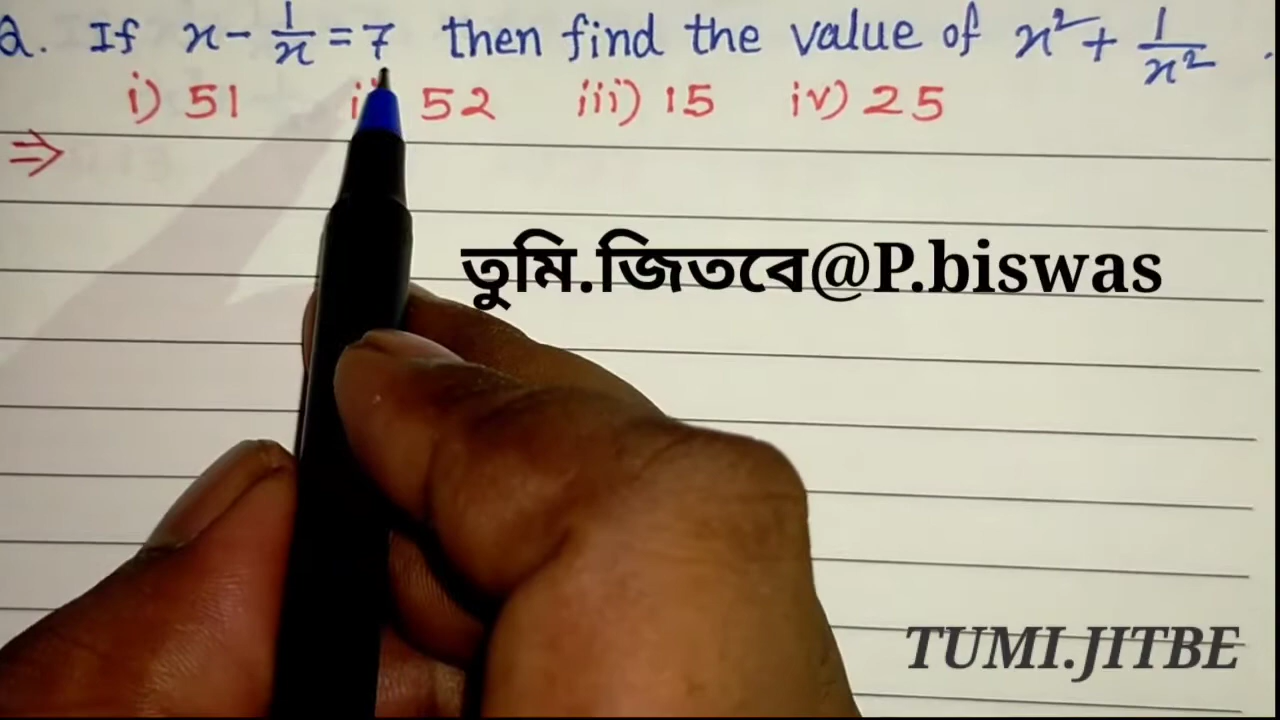 Q. If x - 1/x = 7 then find the value of x² + 1/x² .
i) 51 ii) 52 iii) 15 iv) 25
⇒
তুমি.জিতবে@P.biswas
TUMI.JITBE